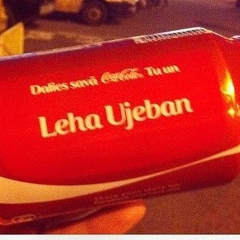 Dalies savā Coca-Cola Tu un
Leha Ujeban